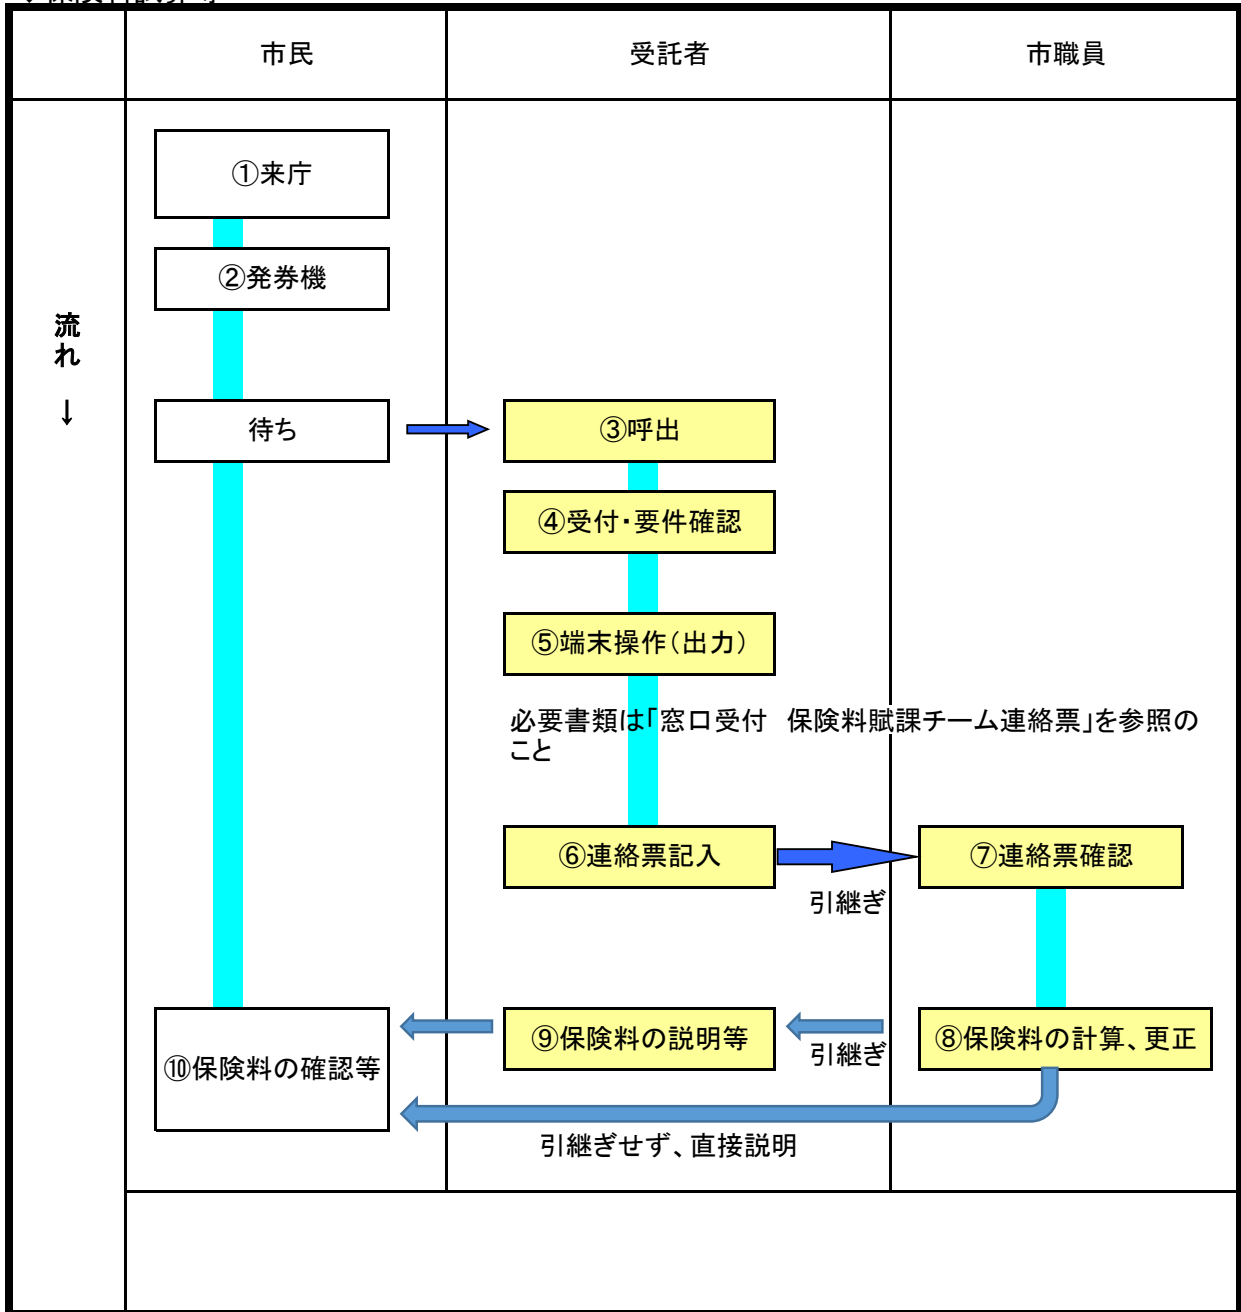 市民
受託者
市職員
流れ
↓
①来庁
②発券機
待ち
③呼出
④受付・要件確認
⑤端末操作（出力）
必要書類は「窓口受付　保険料賦課チーム連絡票」を参照の
こと
⑥連絡票記入
引継ぎ
⑦連絡票確認
⑧保険料の計算、更正
引継ぎ
⑨保険料の説明等
⑩保険料の確認等
引継ぎせず、直接説明